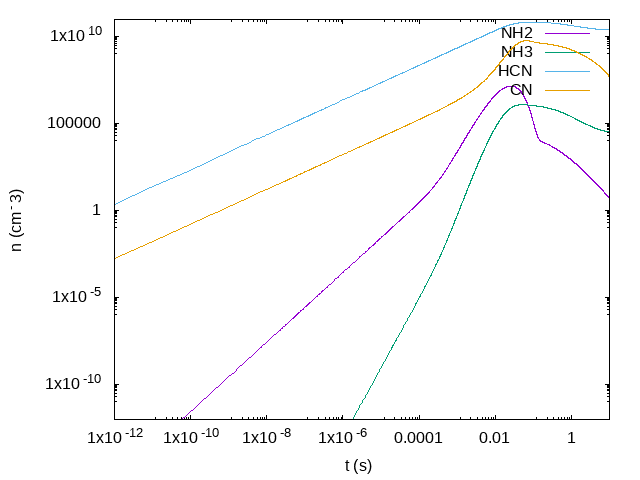 1x10^10
NH2
NH3
HCN
CN
100000
1
1x10^-5
1x10^-10
n (cm^-3)
1x10^-12 1x10^-10 1x10^-8 1x10^-6 0.0001 0.01 1
t (s)